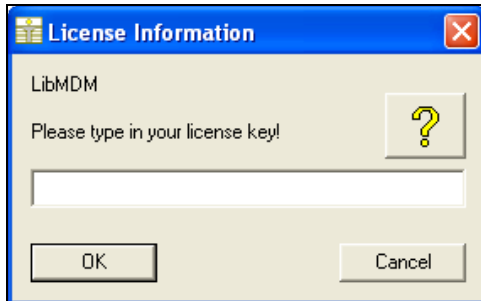 License Information
LibMDM
Please type in your license key!
OK
Cancel